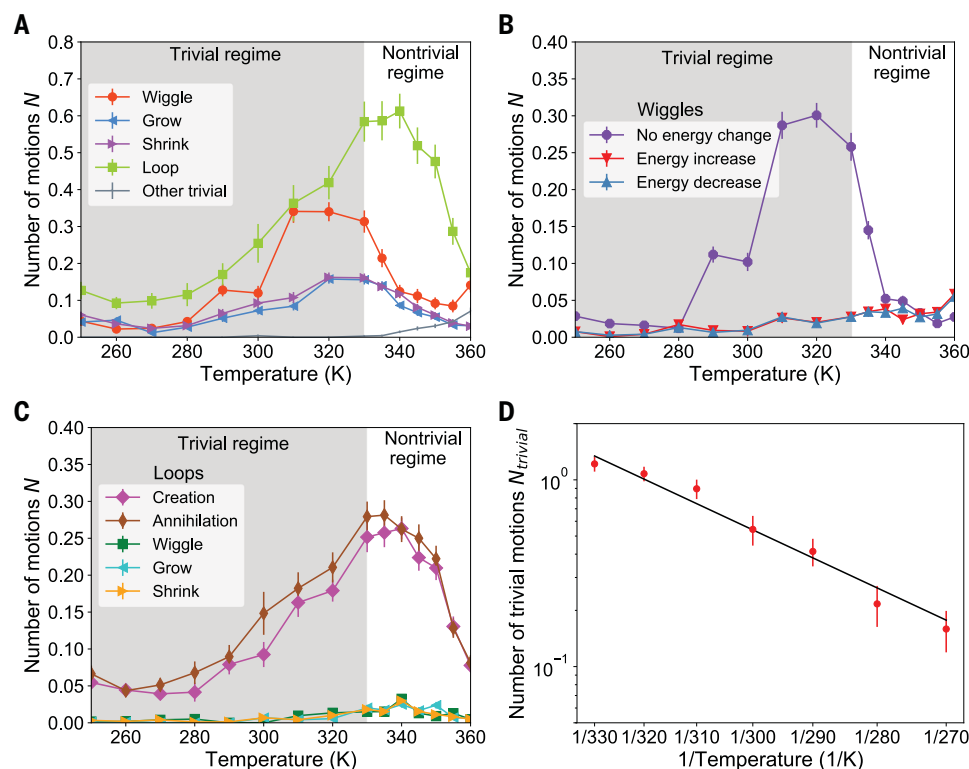 A
Trivial regime
Nontrivial
regime
Wiggle
Grow
Shrink
Loop
Other trivial
Number of motions N
0.8
0.7
0.6
0.5
0.4
0.3
0.2
0.1
0.0
260 280 300 320 340 360
Temperature (K)
B
Trivial regime
Nontrivial
regime
Wiggles
No energy change
Energy increase
Energy decrease
Number of motions N
0.40
0.35
0.30
0.25
0.20
0.15
0.10
0.05
0.00
260 280 300 320 340 360
Temperature (K)
C
Trivial regime
Nontrivial
regime
Loops
Creation
Annihilation
Wiggle
Grow
Shrink
Number of motions N
0.40
0.35
0.30
0.25
0.20
0.15
0.10
0.05
0.00
260 280 300 320 340 360
Temperature (K)
D
Number of trivial motions N_trivial
10⁰
10⁻¹
1/330 1/320 1/310 1/300 1/290 1/280 1/270
1/Temperature (1/K)